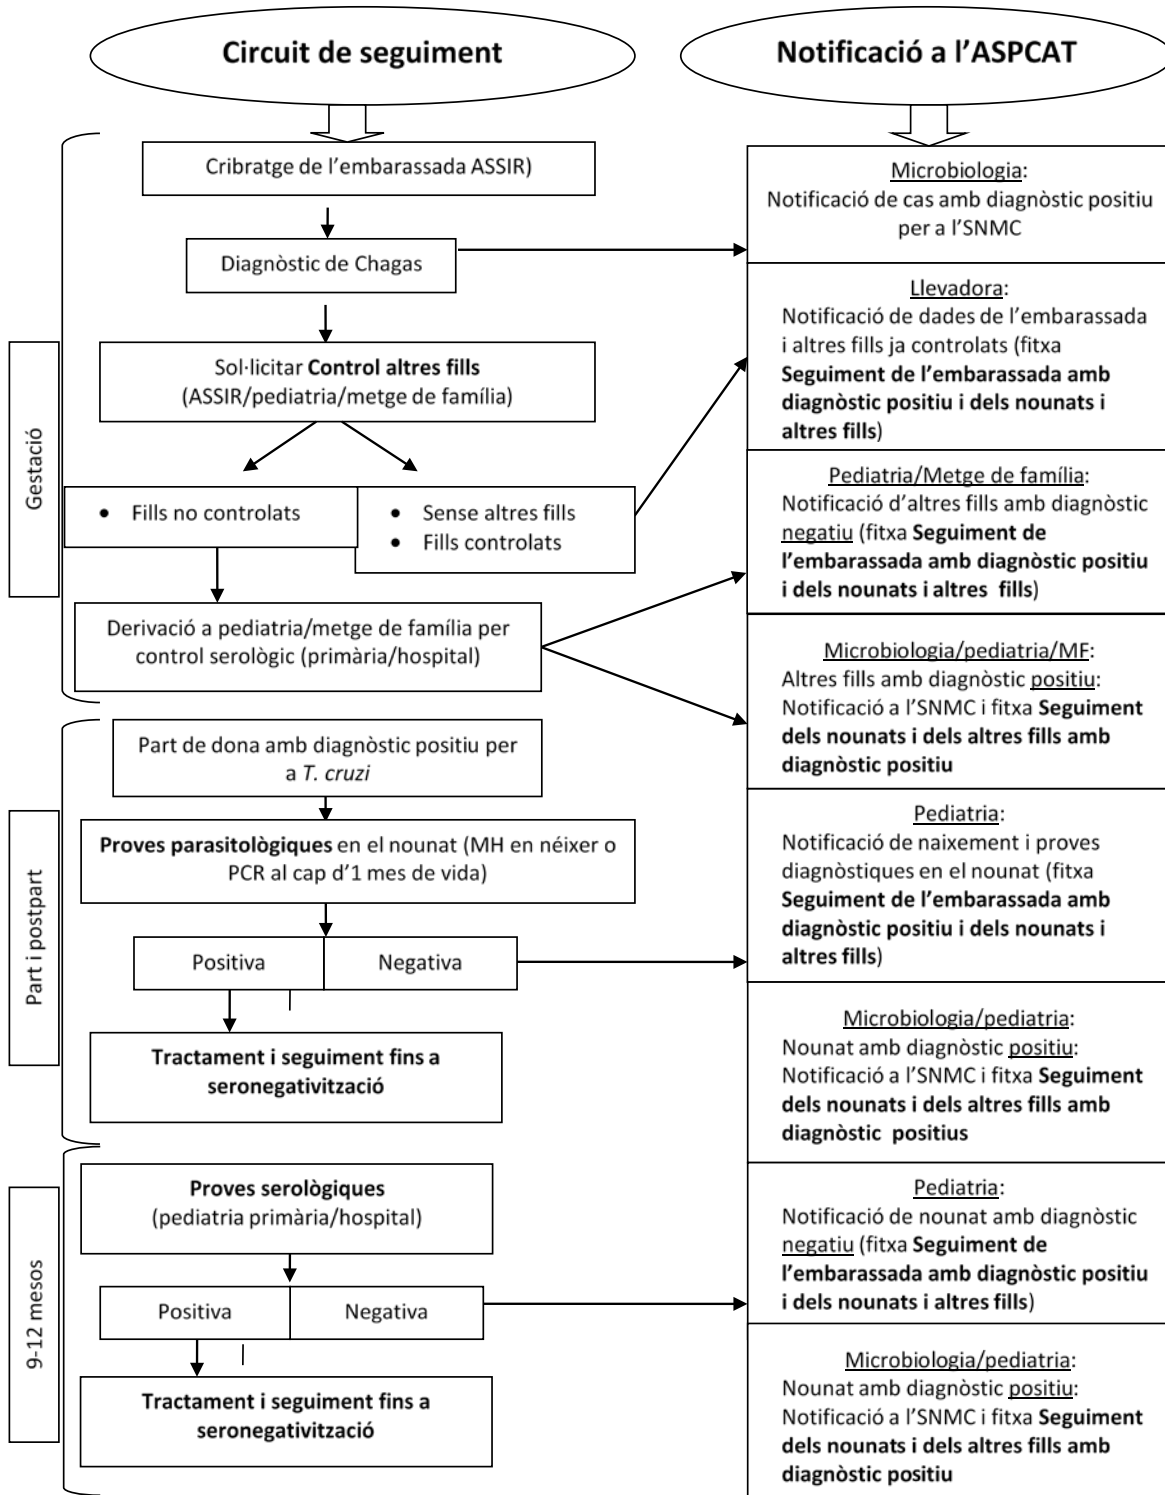 Circuit de seguiment
Notificació a l'ASPCAT
Gestació
Cribratge de l'embarassada ASSIR)
Diagnòstic de Chagas
Sol·licitar Control altres fills
(ASSIR/pediatria/metge de família)
• Fills no controlats
• Sense altres fills
• Fills controlats
Derivació a pediatria/metge de família per
control serològic (primària/hospital)
Part i postpart
Part de dona amb diagnòstic positiu per
a T. cruzi
Proves parasitològiques en el nounat (MH en néixer o
PCR al cap d'1 mes de vida)
Positiva
Negativa
Tractament i seguiment fins a
seronegativització
9-12 mesos
Proves serològiques
(pediatria primària/hospital)
Positiva
Negativa
Tractament i seguiment fins a
seronegativització
Microbiologia:
Notificació de cas amb diagnòstic positiu
per a l'SNMC
Llevadora:
Notificació de dades de l'embarassada
i altres fills ja controlats (fitxa
Seguiment de l'embarassada amb
diagnòstic positiu i dels nounats i
altres fills)
Pediatria/Metge de família:
Notificació d'altres fills amb diagnòstic
negatiu (fitxa Seguiment de
l'embarassada amb diagnòstic positiu
i dels nounats i altres fills)
Microbiologia/pediatria/MF:
Altres fills amb diagnòstic positiu:
Notificació a l'SNMC i fitxa Seguiment
dels nounats i dels altres fills amb
diagnòstic positiu
Pediatria:
Notificació de naixement i proves
diagnòstiques en el nounat (fitxa
Seguiment de l'embarassada amb
diagnòstic positiu i dels nounats i
altres fills)
Microbiologia/pediatria:
Nounat amb diagnòstic positiu:
Notificació a l'SNMC i fitxa Seguiment
dels nounats i dels altres fills amb
diagnòstic positius
Pediatria:
Notificació de nounat amb diagnòstic
negatiu (fitxa Seguiment de
l'embarassada amb diagnòstic positiu
i dels nounats i altres fills)
Microbiologia/pediatria:
Nounat amb diagnòstic positiu:
Notificació a l'SNMC i fitxa Seguiment
dels nounats i dels altres fills amb
diagnòstic positiu